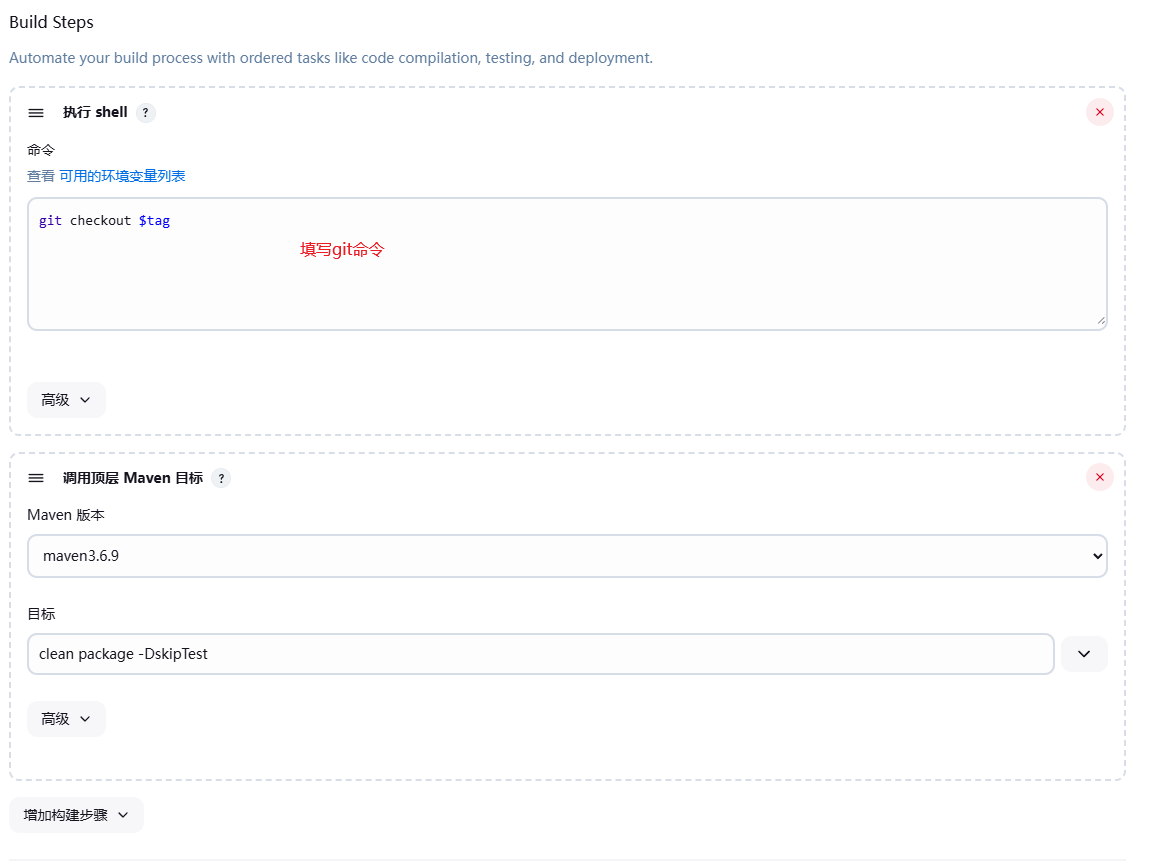 Build Steps
Automate your build process with ordered tasks like code compilation, testing, and deployment.
执行 shell ?
命令
查看 可用的环境变量列表
git checkout $tag
填写git命令
高级
调用顶层 Maven 目标 ?
Maven 版本
maven3.6.9
目标
clean package -DskipTest
高级
增加构建步骤